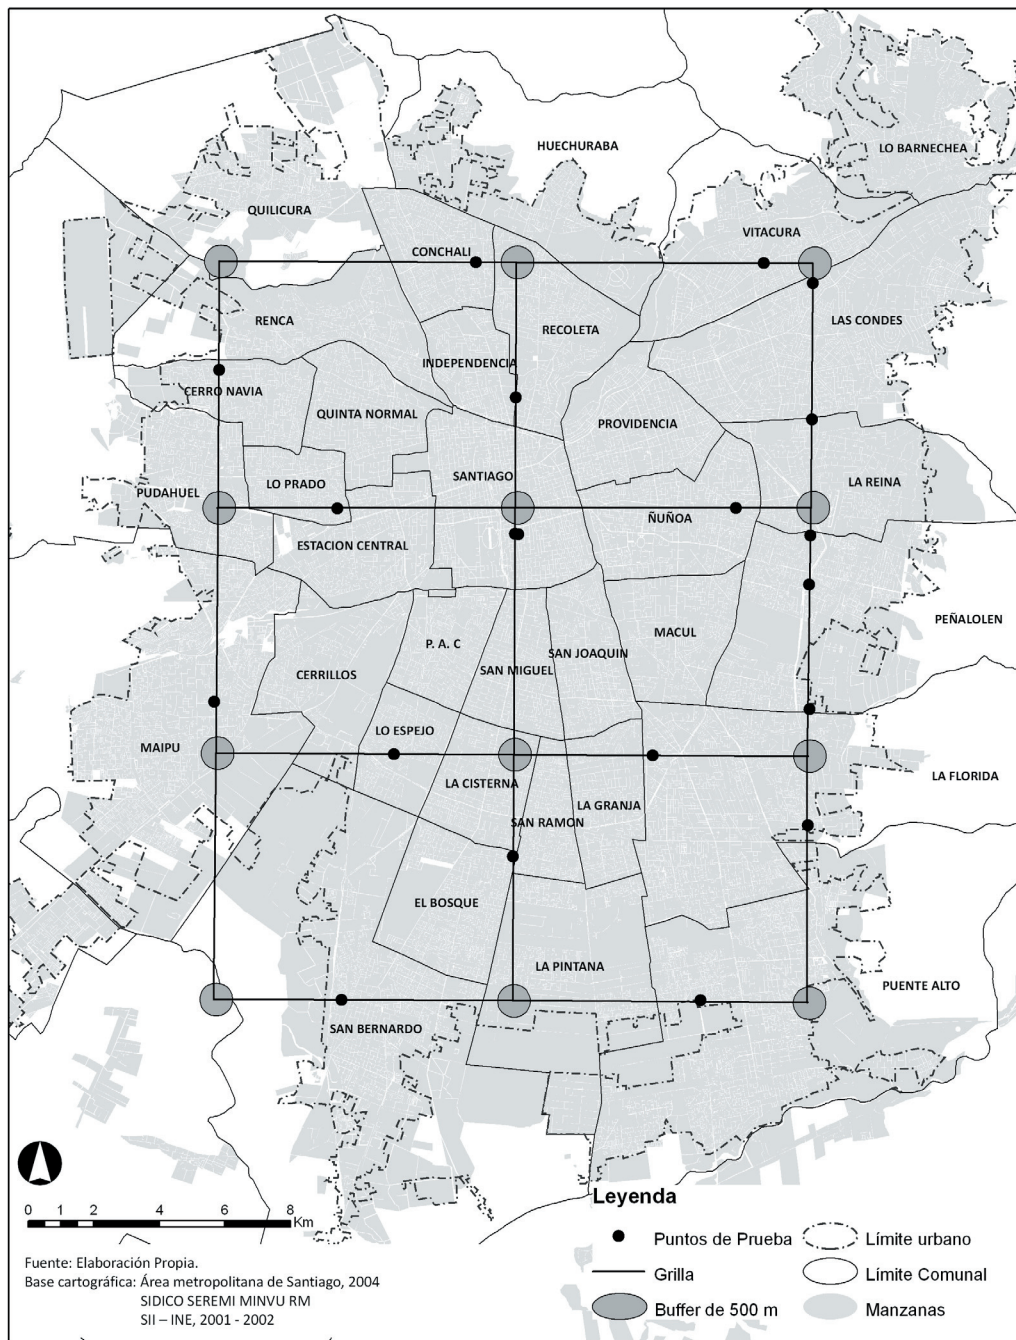 HUECHURABA
LO BARNECHEA
QUILICURA
VITACURA
CONCHALI
RENCA
RECOLETA
LAS CONDES
INDEPENDENCIA
CERRO NAVIA
QUINTA NORMAL
PROVIDENCIA
SANTIAGO
LO PRADO
LA REINA
PUDAHUEL
ÑUÑOA
ESTACION CENTRAL
PEÑALOLEN
MACUL
P. A. C
SAN JOAQUIN
SAN MIGUEL
CERRILLOS
LO ESPEJO
MAIPU
LA FLORIDA
LA CISTERNA
LA GRANJA
SAN RAMON
EL BOSQUE
LA PINTANA
PUENTE ALTO
SAN BERNARDO
0 1 2 4 6 8
Km
Fuente: Elaboración Propia.
Base cartográfica: Área metropolitana de Santiago, 2004
SIDICO SEREMI MINVU RM
SII – INE, 2001 - 2002
Leyenda
Puntos de Prueba
Límite urbano
Grilla
Límite Comunal
Buffer de 500 m
Manzanas